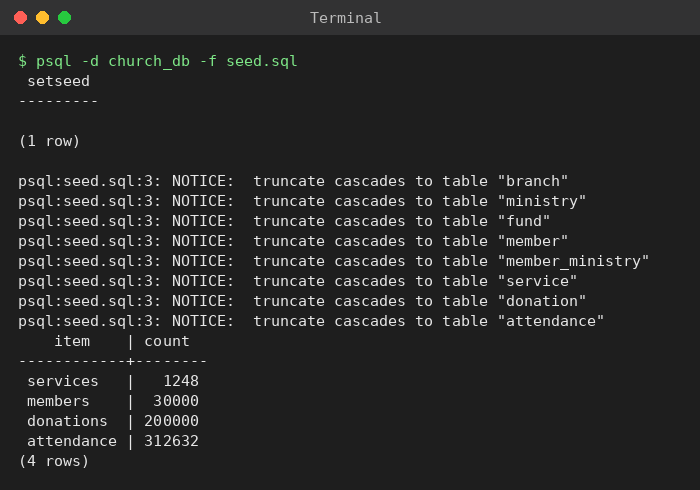 Terminal
$ psql -d church_db -f seed.sql
 setseed
---------

(1 row)

psql:seed.sql:3: NOTICE:  truncate cascades to table "branch"
psql:seed.sql:3: NOTICE:  truncate cascades to table "ministry"
psql:seed.sql:3: NOTICE:  truncate cascades to table "fund"
psql:seed.sql:3: NOTICE:  truncate cascades to table "member"
psql:seed.sql:3: NOTICE:  truncate cascades to table "member_ministry"
psql:seed.sql:3: NOTICE:  truncate cascades to table "service"
psql:seed.sql:3: NOTICE:  truncate cascades to table "donation"
psql:seed.sql:3: NOTICE:  truncate cascades to table "attendance"
    item    | count
------------+--------
 services   |   1248
 members    |  30000
 donations  | 200000
 attendance | 312632
(4 rows)